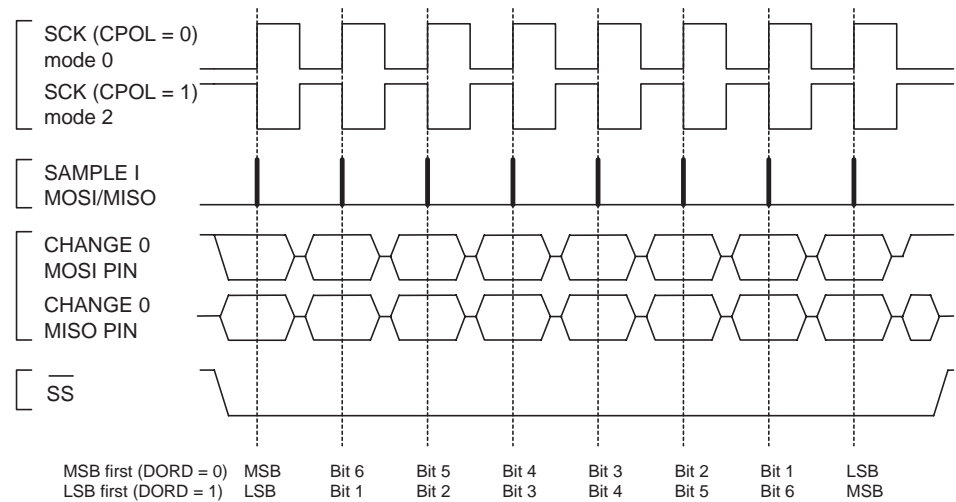 SCK (CPOL = 0)
mode 0
SCK (CPOL = 1)
mode 2
SAMPLE I
MOSI/MISO
CHANGE 0
MOSI PIN
CHANGE 0
MISO PIN
SS
MSB first (DORD = 0) MSB Bit 6 Bit 5 Bit 4 Bit 3 Bit 2 Bit 1 LSB
LSB first (DORD = 1) LSB Bit 1 Bit 2 Bit 3 Bit 4 Bit 5 Bit 6 MSB